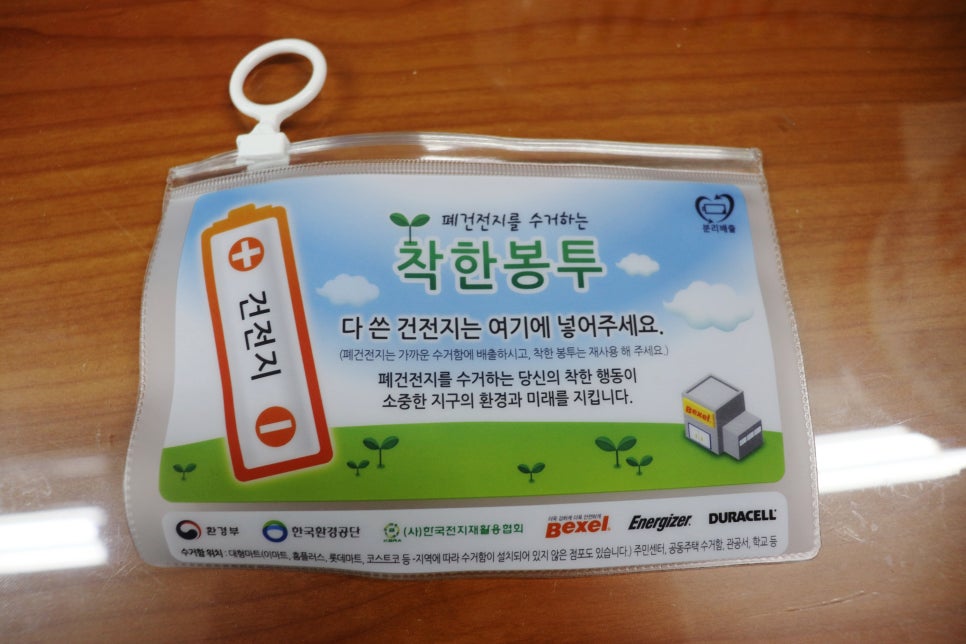 폐건전지를 수거하는
착한봉투
분리배출
건전지
다 쓴 건전지는 여기에 넣어주세요.
(폐건전지는 가까운 수거함에 배출하시고, 착한 봉투는 재사용 해 주세요.)
폐건전지를 수거하는 당신의 착한 행동이
소중한 지구의 환경과 미래를 지킵니다.
Bexel
환경부 한국환경공단 (사)한국전지재활용협회 Bexel Energizer DURACELL
수거함 위치 : 대형마트(이마트, 홈플러스, 롯데마트, 코스트코 등 -지역에 따라 수거함이 설치되어 있지 않은 점포도 있습니다.) 주민센터, 공동주택 수거함, 관공서, 학교 등